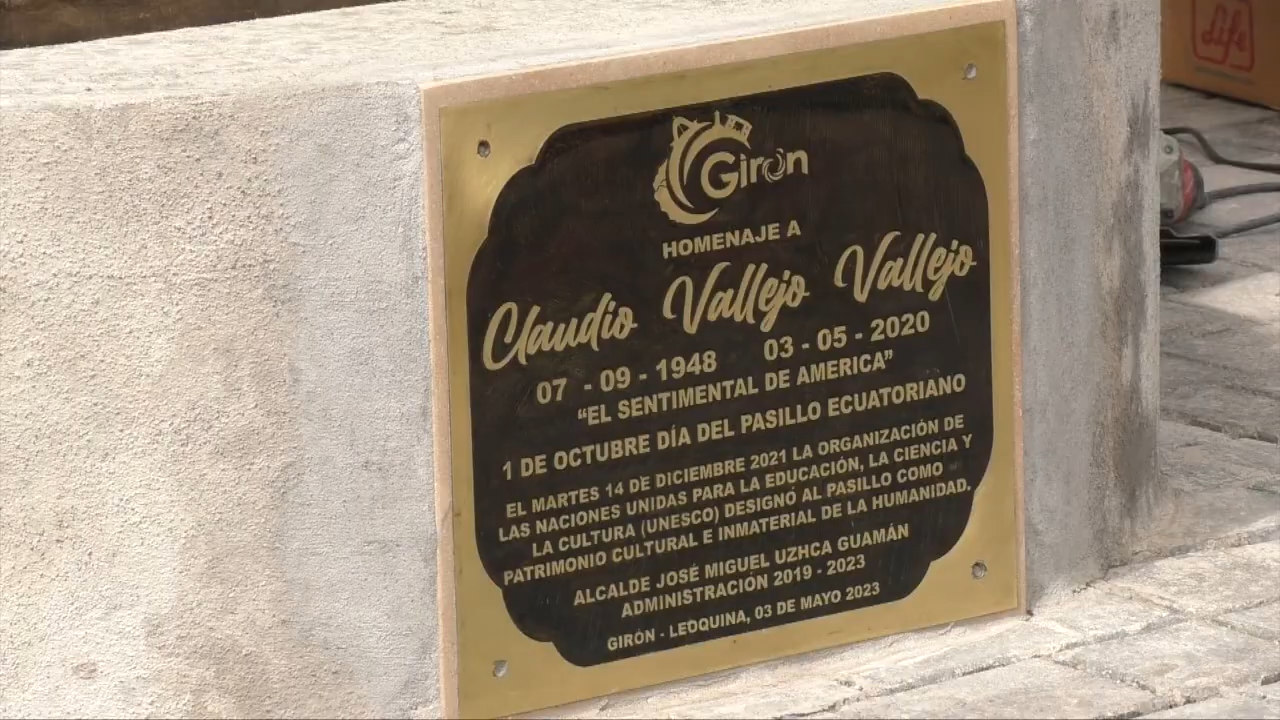 Girón
HOMENAJE A
Claudio Vallejo Vallejo
07 - 09 - 1948 03 - 05 - 2020
“EL SENTIMENTAL DE AMERICA”
1 DE OCTUBRE DÍA DEL PASILLO ECUATORIANO
EL MARTES 14 DE DICIEMBRE 2021 LA ORGANIZACIÓN DE
LAS NACIONES UNIDAS PARA LA EDUCACIÓN, LA CIENCIA Y
LA CULTURA (UNESCO) DESIGNÓ AL PASILLO COMO
PATRIMONIO CULTURAL E INMATERIAL DE LA HUMANIDAD.
ALCALDE JOSÉ MIGUEL UZHCA GUAMÁN
ADMINISTRACIÓN 2019 - 2023
GIRÓN - LEOQUINA, 03 DE MAYO 2023
Life